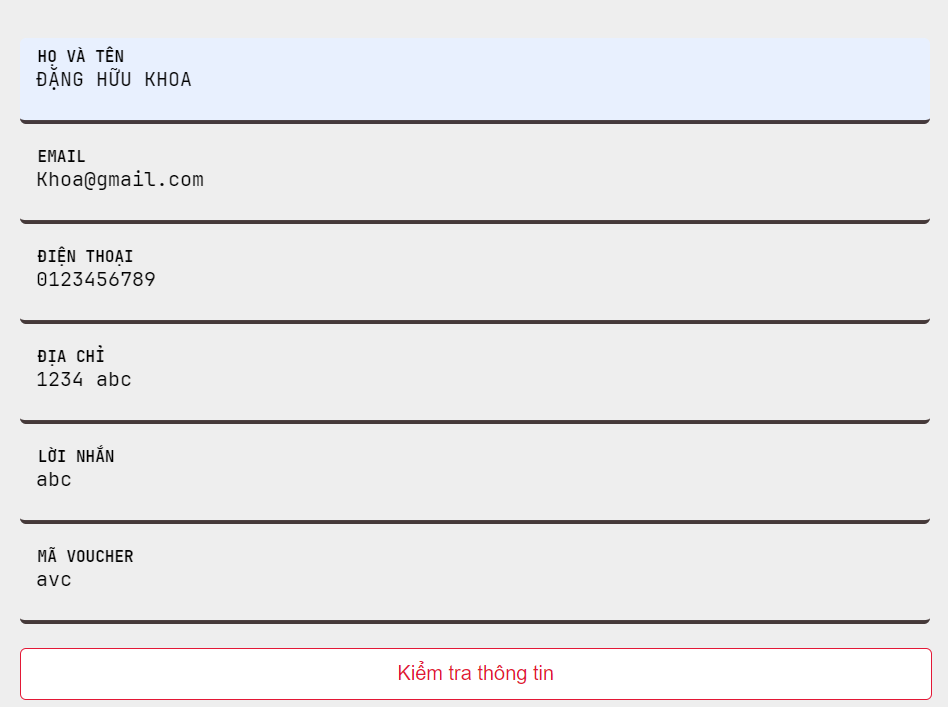 HỌ VÀ TÊN
ĐẶNG HỮU KHOA
EMAIL
Khoa@gmail.com
ĐIỆN THOẠI
0123456789
ĐỊA CHỈ
1234 abc
LỜI NHẮN
abc
MÃ VOUCHER
avc
Kiểm tra thông tin